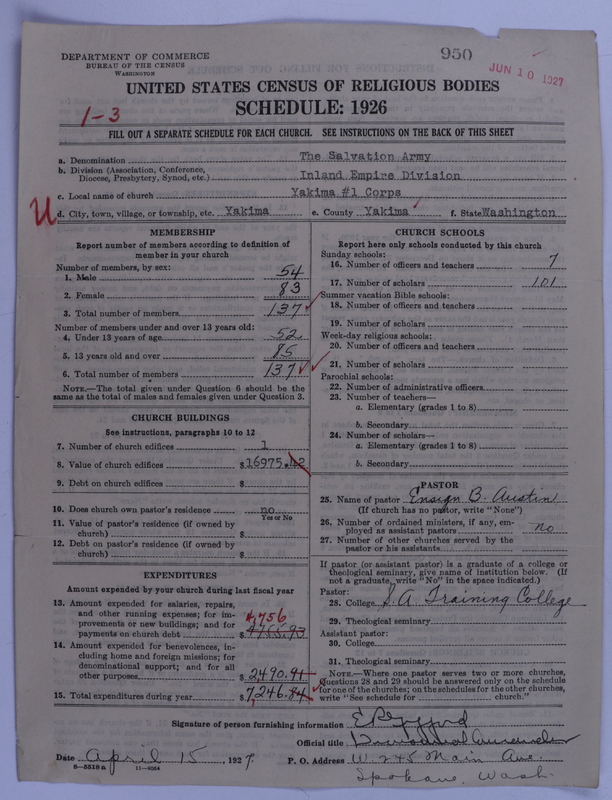 950
JUN 10 1927
DEPARTMENT OF COMMERCE
BUREAU OF THE CENSUS
WASHINGTON
UNITED STATES CENSUS OF RELIGIOUS BODIES
SCHEDULE: 1926
1-3
FILL OUT A SEPARATE SCHEDULE FOR EACH CHURCH. SEE INSTRUCTIONS ON THE BACK OF THIS SHEET
a. Denomination The Salvation Army
b. Division (Association, Conference, Diocese, Presbytery, Synod, etc.) Inland Empire Division
c. Local name of church Yakima #1 Corps
d. City, town, village, or township, etc. Yakima e. County Yakima f. State Washington
MEMBERSHIP
Report number of members according to definition of
member in your church
Number of members, by sex:
1. Male 54
2. Female 83
3. Total number of members 137
Number of members under and over 13 years old:
4. Under 13 years of age 52
5. 13 years old and over 85
6. Total number of members 137
NOTE.—The total given under Question 6 should be the
same as the total of males and females given under Question 3.
CHURCH BUILDINGS
See instructions, paragraphs 10 to 12
7. Number of church edifices 1
8. Value of church edifices $16975.42
9. Debt on church edifices $
10. Does church own pastor's residence? no
Yes or No
11. Value of pastor's residence (if owned by
church) $
12. Debt on pastor's residence (if owned by
church) $
EXPENDITURES
Amount expended by your church during last fiscal year
13. Amount expended for salaries, repairs,
and other running expenses; for im-
provements or new buildings; and for
payments on church debt $4755.93
4,756
14. Amount expended for benevolences, in-
cluding home and foreign missions; for
denominational support; and for all
other purposes $2490.91
15. Total expenditures during year $7,246.84
CHURCH SCHOOLS
Report here only schools conducted by this church
Sunday schools:
16. Number of officers and teachers 7
17. Number of scholars 101
Summer vacation Bible schools:
18. Number of officers and teachers
19. Number of scholars
Week-day religious schools:
20. Number of officers and teachers
21. Number of scholars
Parochial schools:
22. Number of administrative officers
23. Number of teachers—
a. Elementary (grades 1 to 8)
b. Secondary
24. Number of scholars—
a. Elementary (grades 1 to 8)
b. Secondary
PASTOR
25. Name of pastor Ensign B. Austin
(If church has no pastor, write "None")
26. Number of ordained ministers, if any, em-
ployed as assistant pastors no
27. Number of other churches served by the
pastor or his assistants
If pastor (or assistant pastor) is a graduate of a college or
theological seminary, give name of institution below. (If
not a graduate, write "No" in the space indicated.)
Pastor:
28. College S. A. Training College
29. Theological seminary
Assistant pastor:
30. College
31. Theological seminary
NOTE.—Where one pastor serves two or more churches,
Questions 28 and 29 should be answered only on the schedule
for one of the churches; on the schedules for the other churches,
write "See schedule for church."
Signature of person furnishing information
Official title Divisional
Date April 15, 1927. P. O. Address W. 245 Main Ave.
Spokane, Wash.
8-5519a 11-9054